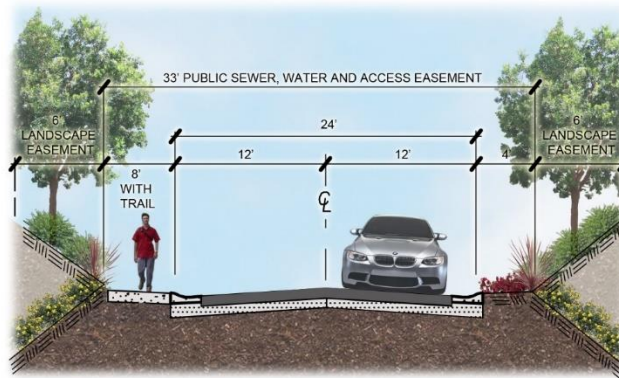 33' PUBLIC SEWER, WATER AND ACCESS EASEMENT
6'
LANDSCAPE
EASEMENT
24'
6
LANDSCAPE
EASEMENT
12'
12'
4'
8'
WITH
TRAIL
CL